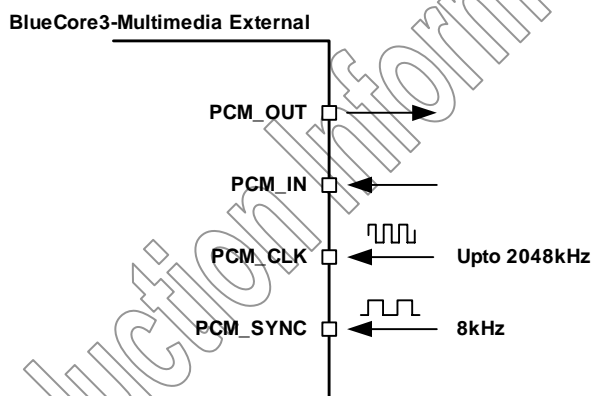 BlueCore3-Multimedia External
PCM_OUT
PCM_IN
PCM_CLK Upto 2048kHz
PCM_SYNC 8kHz